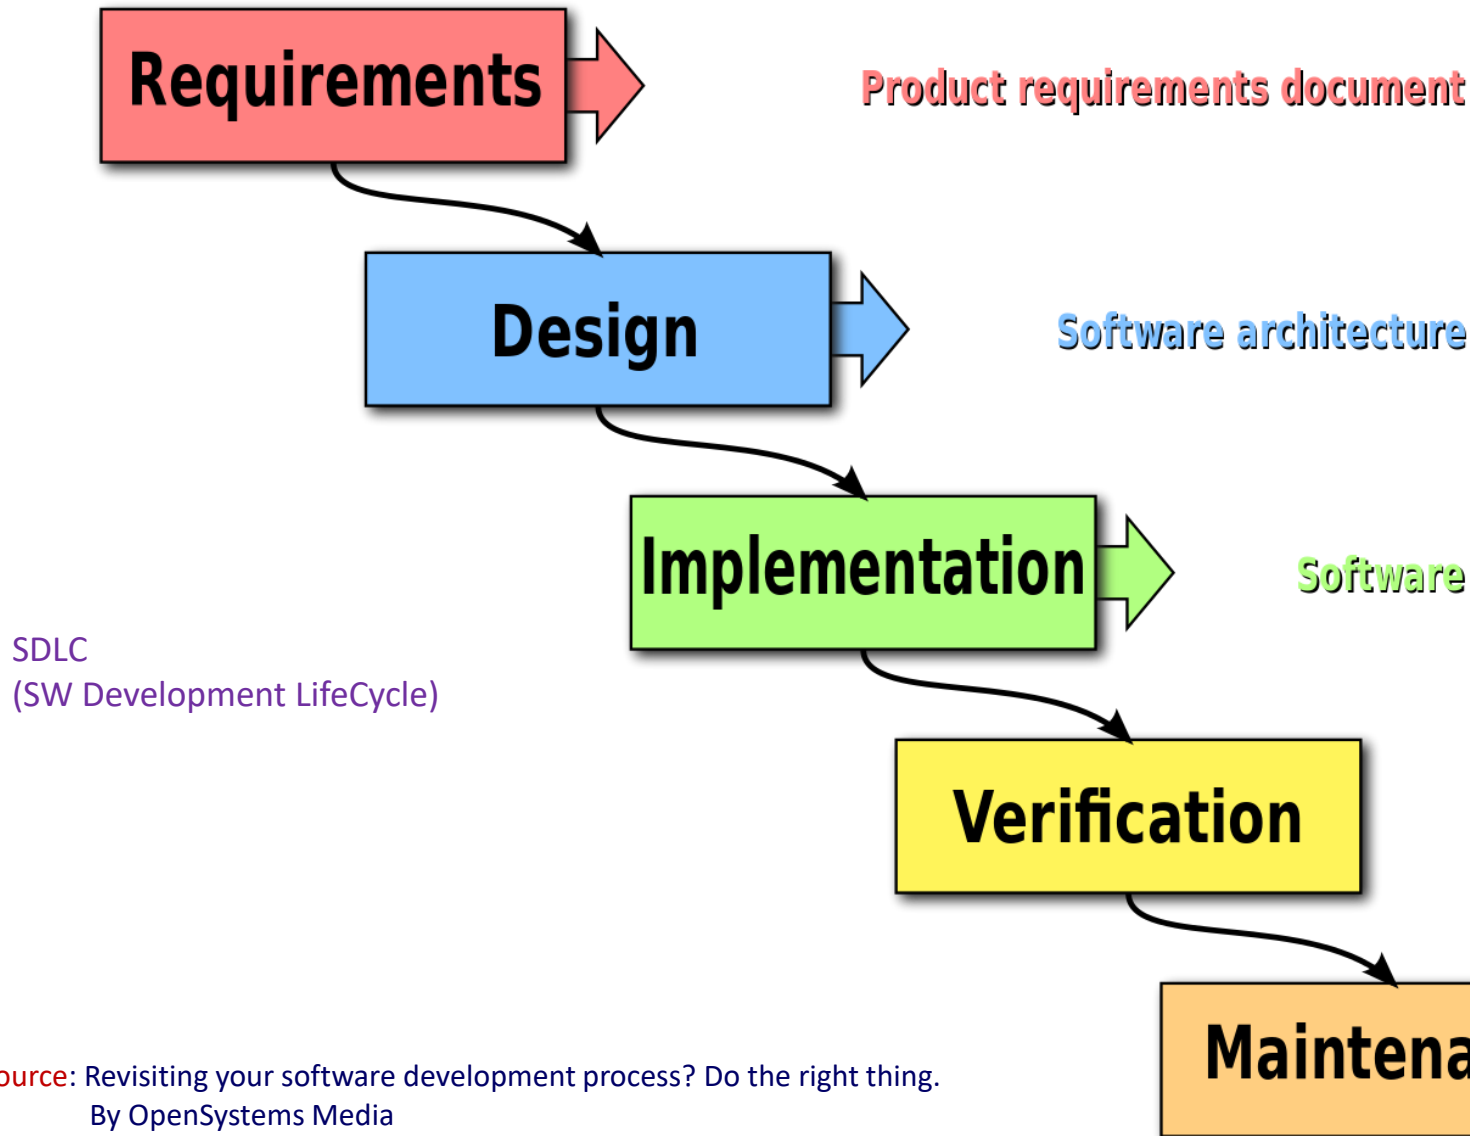 Requirements
Product requirements document
Design
Software architecture
Implementation
Software
SDLC
(SW Development LifeCycle)
Verification
Maintena
ource: Revisiting your software development process? Do the right thing.
By OpenSystems Media